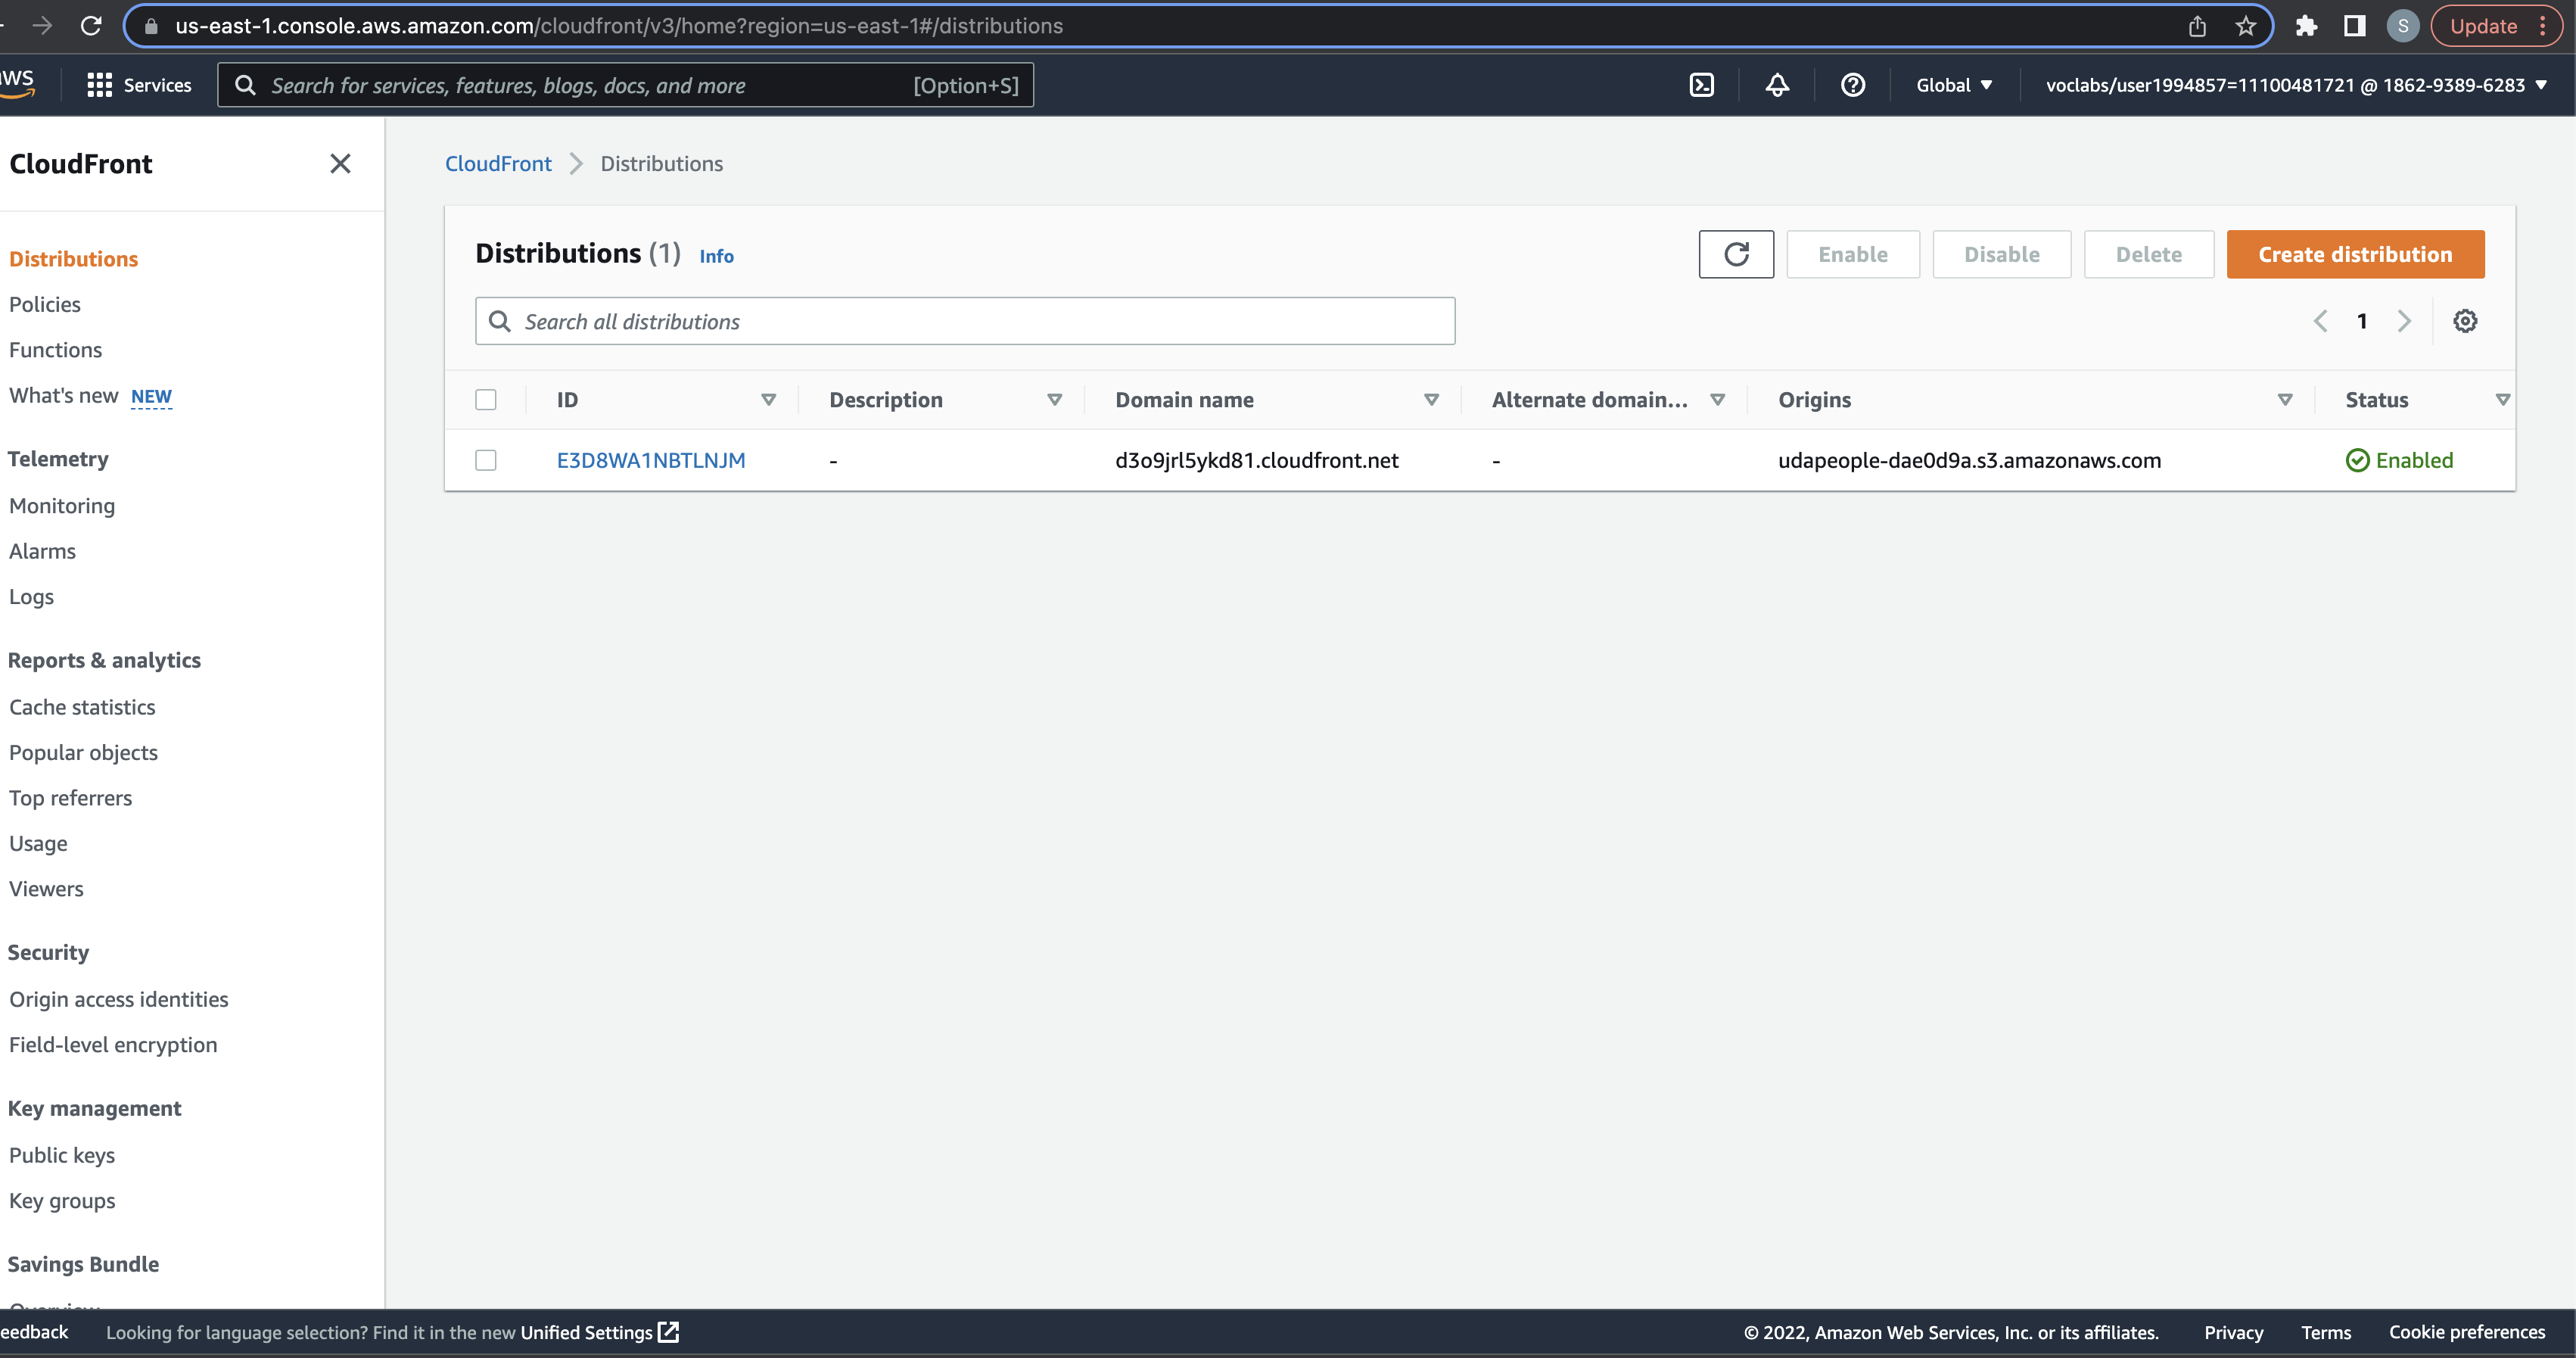 us-east-1.console.aws.amazon.com/cloudfront/v3/home?region=us-east-1#/distributions
S
Update
aws
Services
Search for services, features, blogs, docs, and more
[Option+S]
Global
voclabs/user1994857=11100481721 @ 1862-9389-6283
CloudFront
Distributions
Policies
Functions
What's new NEW
Telemetry
Monitoring
Alarms
Logs
Reports & analytics
Cache statistics
Popular objects
Top referrers
Usage
Viewers
Security
Origin access identities
Field-level encryption
Key management
Public keys
Key groups
Savings Bundle
Overview
CloudFront > Distributions
Distributions (1) Info
Enable
Disable
Delete
Create distribution
Search all distributions
1
ID Description Domain name Alternate domain... Origins Status
E3D8WA1NBTLNJM - d3o9jrl5ykd81.cloudfront.net - udapeople-dae0d9a.s3.amazonaws.com Enabled
eedback
Looking for language selection? Find it in the new Unified Settings
© 2022, Amazon Web Services, Inc. or its affiliates.
Privacy
Terms
Cookie preferences